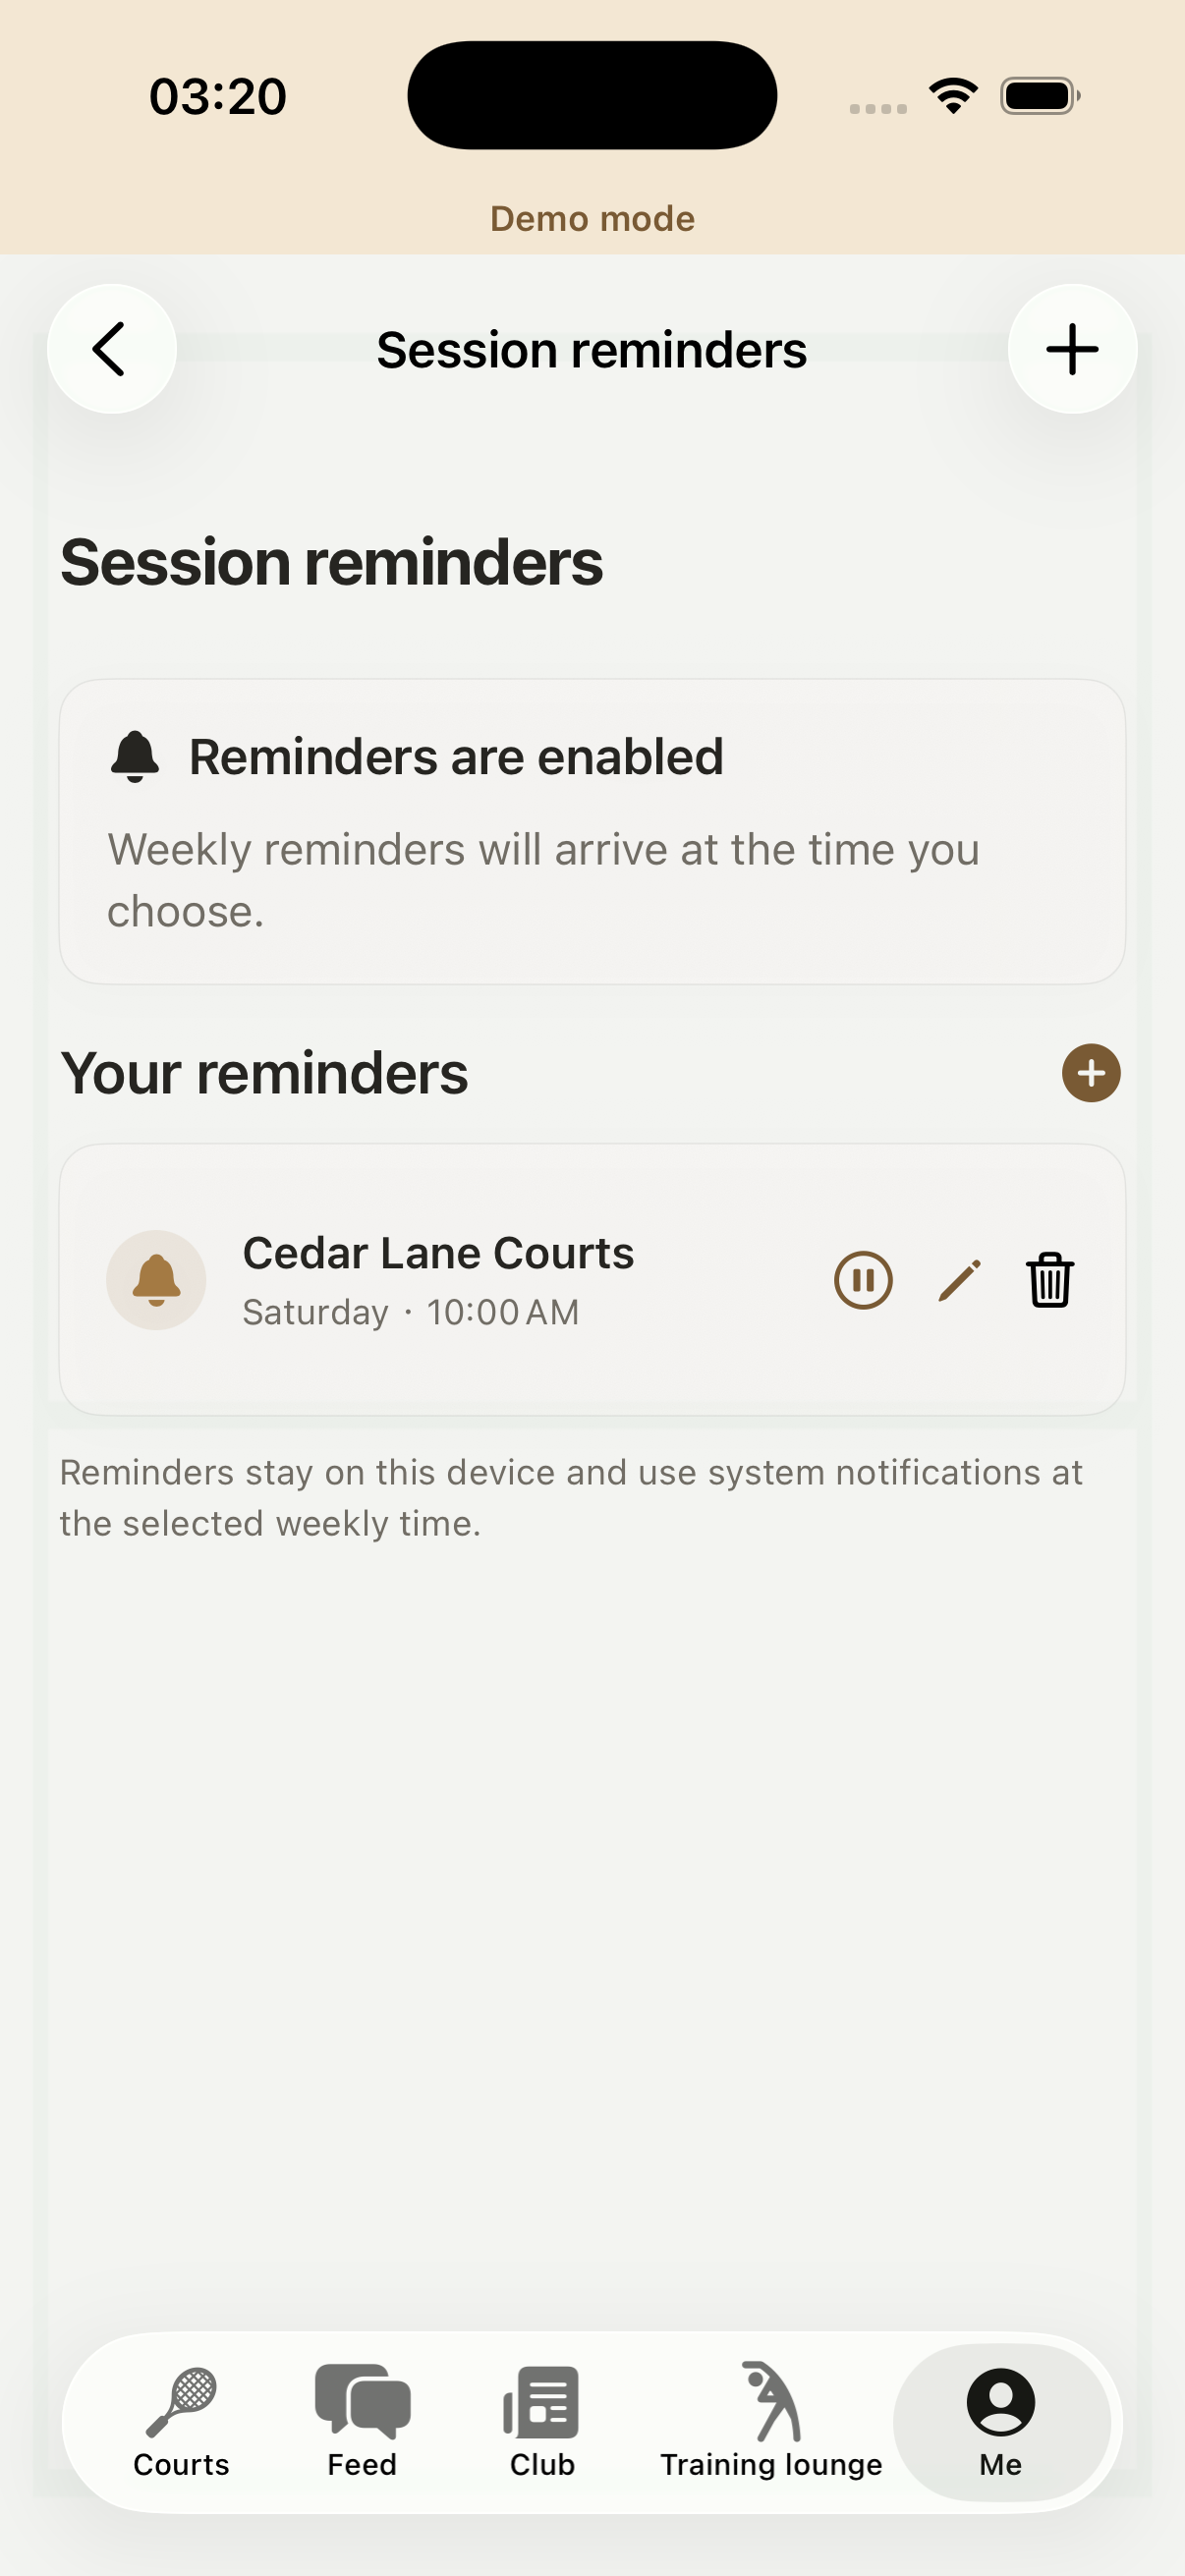 03:20
Demo mode
Session reminders
Session reminders
Reminders are enabled
Weekly reminders will arrive at the time you
choose.
Your reminders
Cedar Lane Courts
Saturday · 10:00 AM
Reminders stay on this device and use system notifications at
the selected weekly time.
Courts
Feed
Club
Training lounge
Me